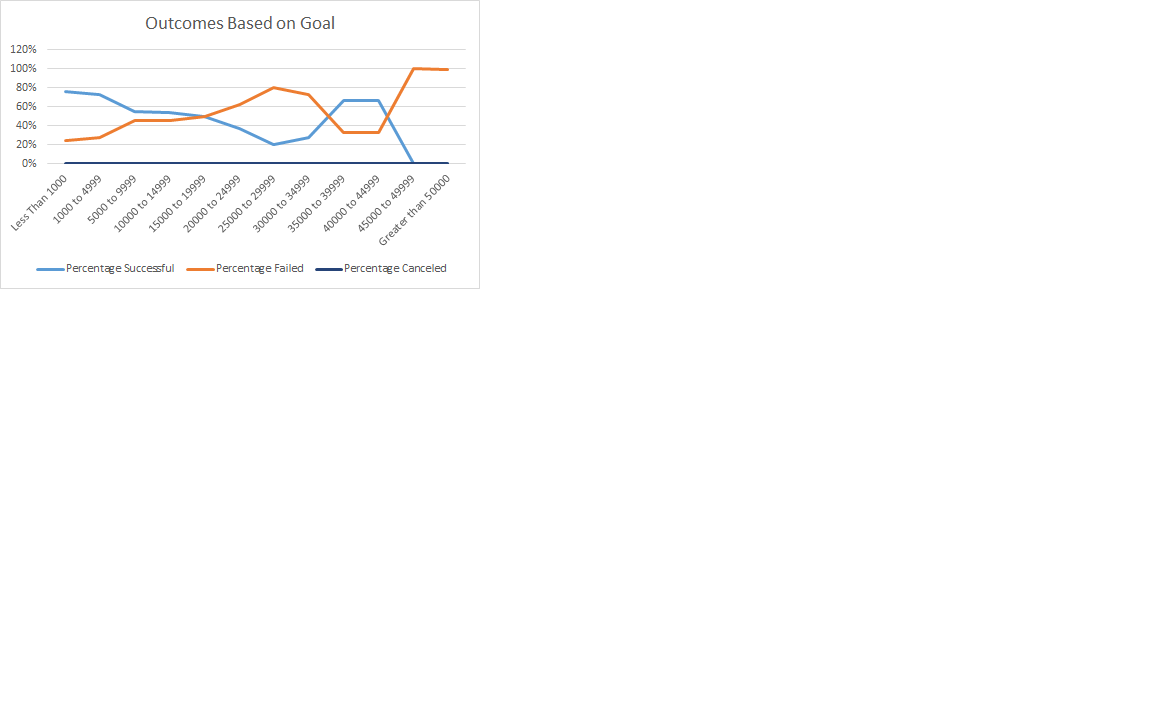 Outcomes Based on Goal
120%
100%
80%
60%
40%
20%
0%
Less Than 1000
1000 to 4999
5000 to 9999
10000 to 14999
15000 to 19999
20000 to 24999
25000 to 29999
30000 to 34999
35000 to 39999
40000 to 44999
45000 to 49999
Greater than 50000
Percentage Successful Percentage Failed Percentage Canceled